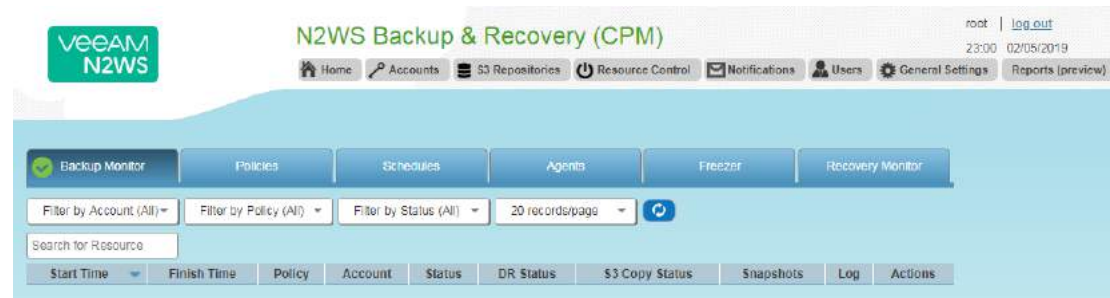 VEEAM
N2WS
N2WS Backup & Recovery (CPM)
root | log out
23:00 02/05/2019
Home Accounts S3 Repositories Resource Control Notifications Users General Settings Reports (preview)
Backup Monitor Policies Schedules Agents Freezer Recovery Monitor
Filter by Account (All) Filter by Policy (All) Filter by Status (All) 20 records/page
Search for Resource
Start Time Finish Time Policy Account Status DR Status S3 Copy Status Snapshots Log Actions